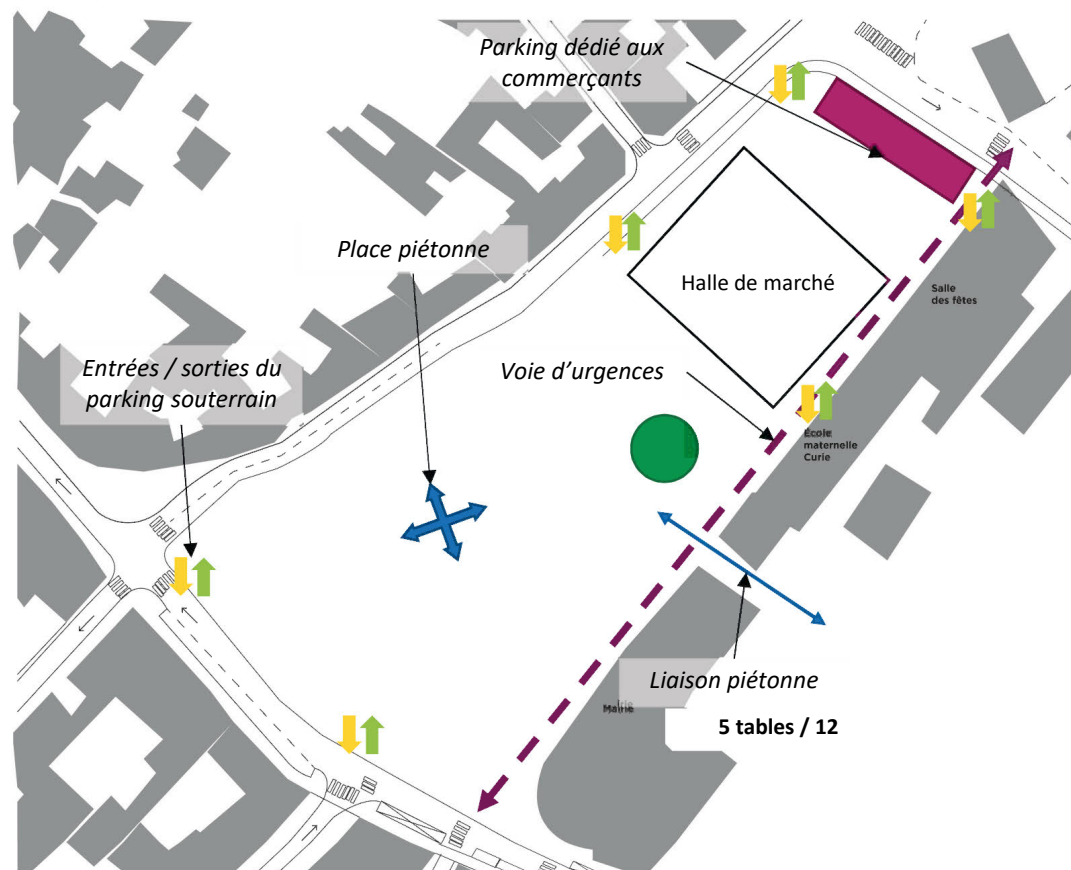 Parking dédié aux
commerçants
Place piétonne
Halle de marché
Salle
des fêtes
Entrées / sorties du
parking souterrain
Voie d'urgences
École
maternelle
Curie
Liaison piétonne
Mairie
5 tables / 12